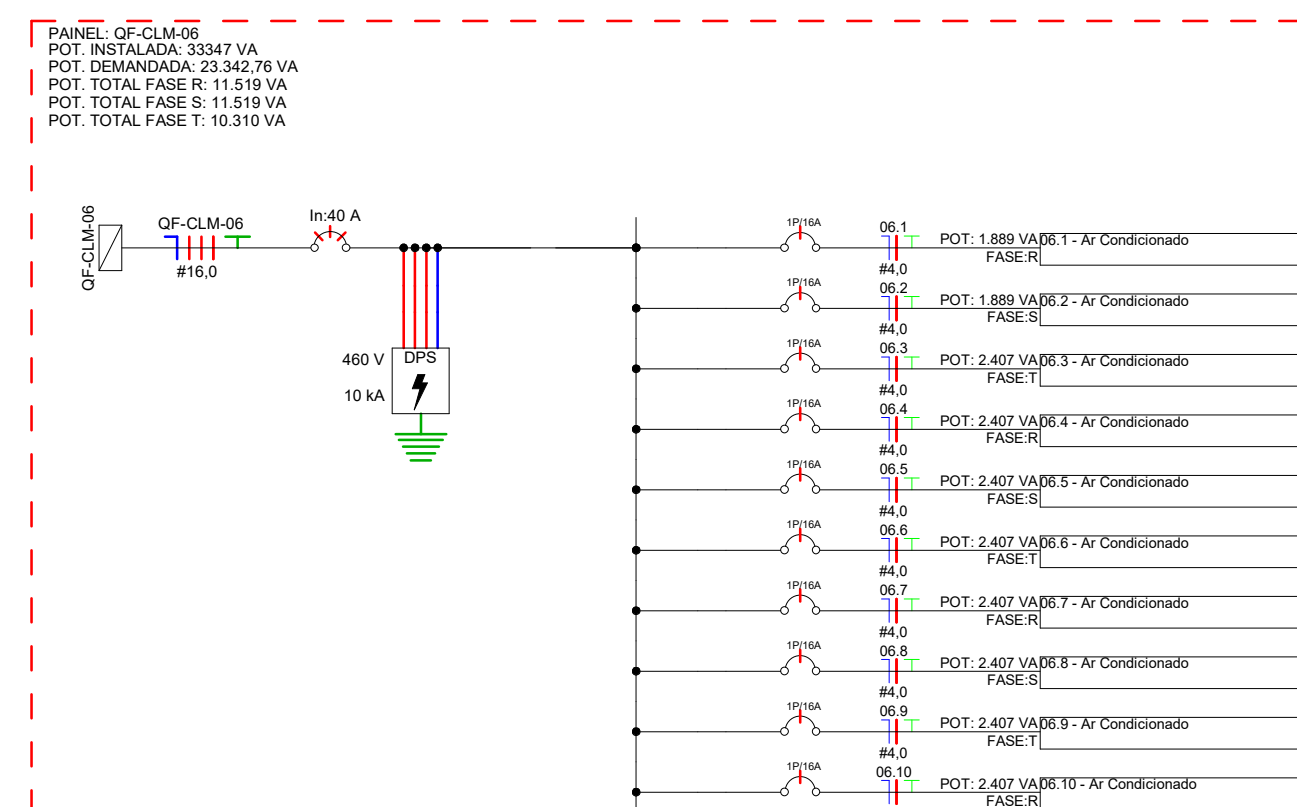 PAINEL: QF-CLM-06
POT. INSTALADA: 33347 VA
POT. DEMANDADA: 23.342,76 VA
POT. TOTAL FASE R: 11.519 VA
POT. TOTAL FASE S: 11.519 VA
POT. TOTAL FASE T: 10.310 VA
QF-CLM-06
QF-CLM-06
#16,0
In:40 A
460 V
10 kA
DPS
1P/16A
06.1
#4,0
POT: 1.889 VA
FASE:R
06.1 - Ar Condicionado
1P/16A
06.2
#4,0
POT: 1.889 VA
FASE:S
06.2 - Ar Condicionado
1P/16A
06.3
#4,0
POT: 2.407 VA
FASE:T
06.3 - Ar Condicionado
1P/16A
06.4
#4,0
POT: 2.407 VA
FASE:R
06.4 - Ar Condicionado
1P/16A
06.5
#4,0
POT: 2.407 VA
FASE:S
06.5 - Ar Condicionado
1P/16A
06.6
#4,0
POT: 2.407 VA
FASE:T
06.6 - Ar Condicionado
1P/16A
06.7
#4,0
POT: 2.407 VA
FASE:R
06.7 - Ar Condicionado
1P/16A
06.8
#4,0
POT: 2.407 VA
FASE:S
06.8 - Ar Condicionado
1P/16A
06.9
#4,0
POT: 2.407 VA
FASE:T
06.9 - Ar Condicionado
1P/16A
06.10
POT: 2.407 VA
FASE:R
06.10 - Ar Condicionado